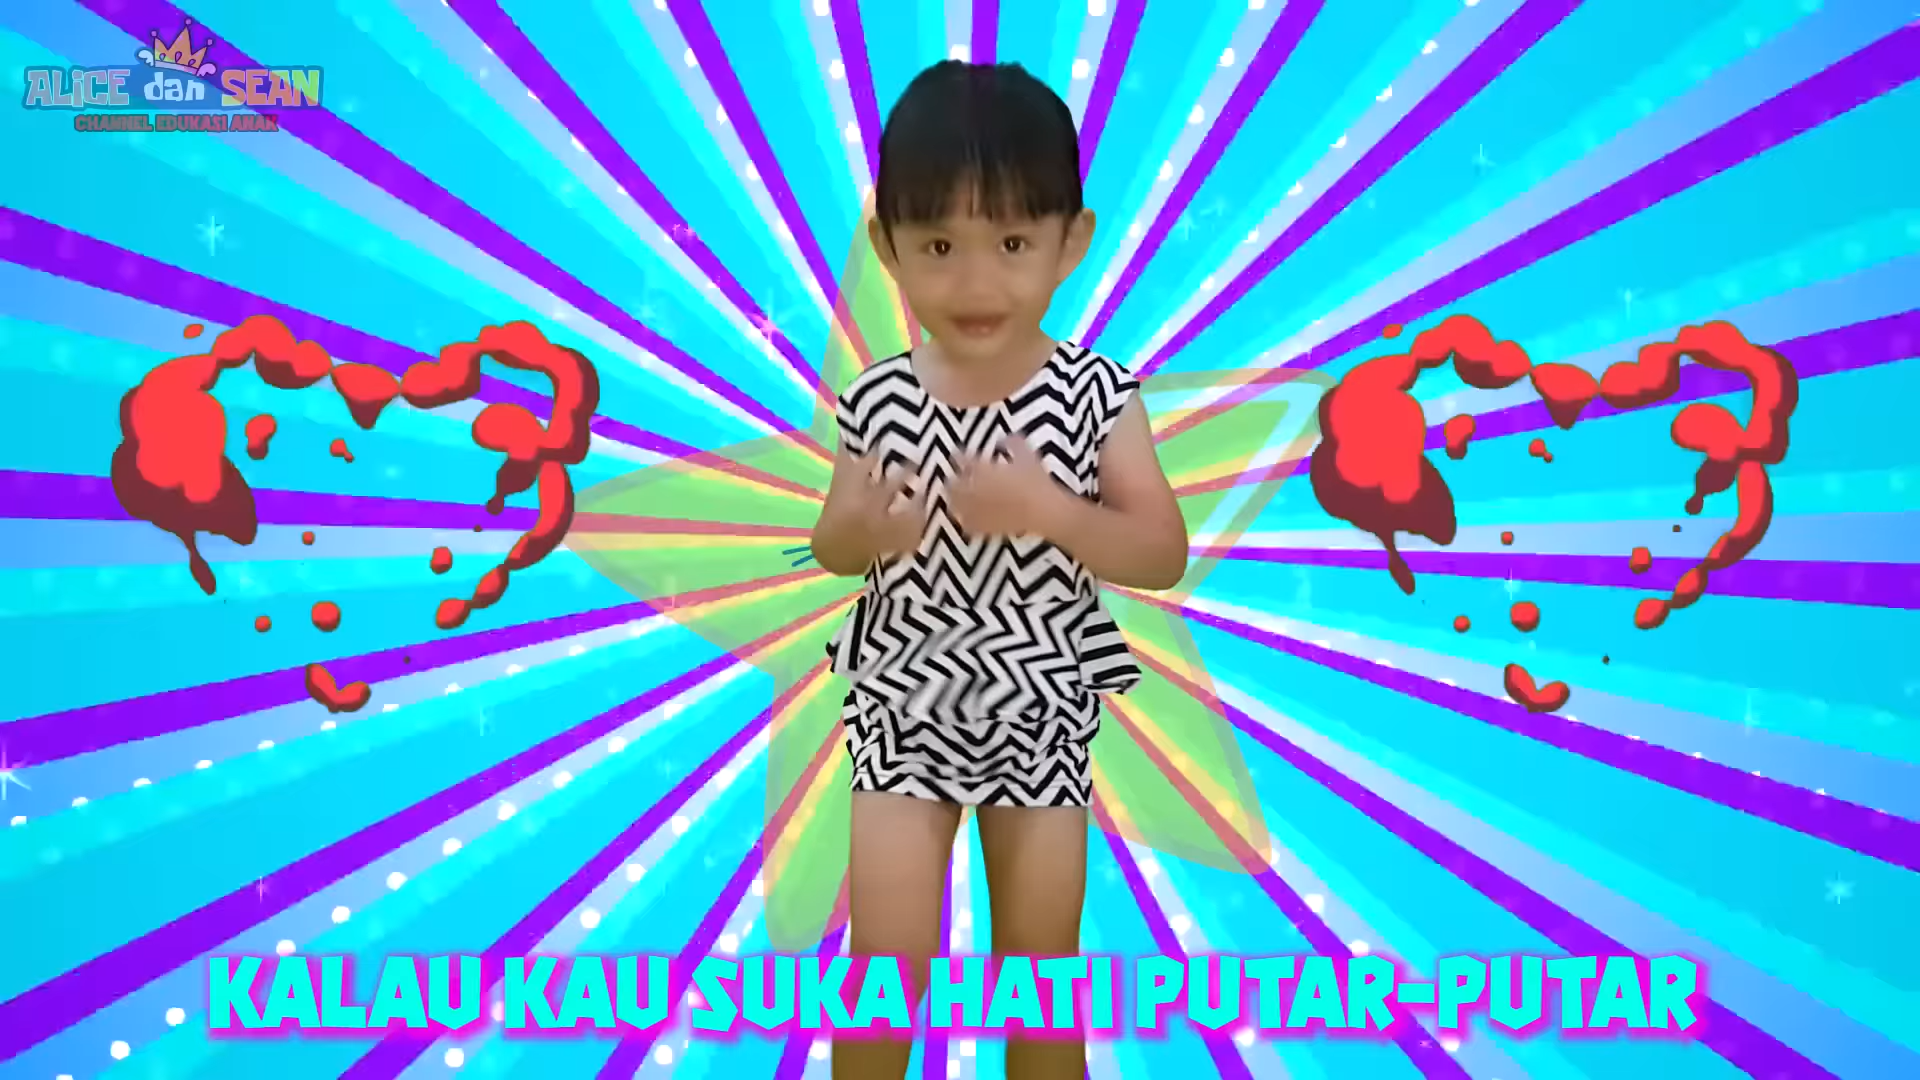 ALICE dan SEAN
CHANNEL EDUKASI ANAK
KALAU KAU SUKA HATI PUTAR-PUTAR